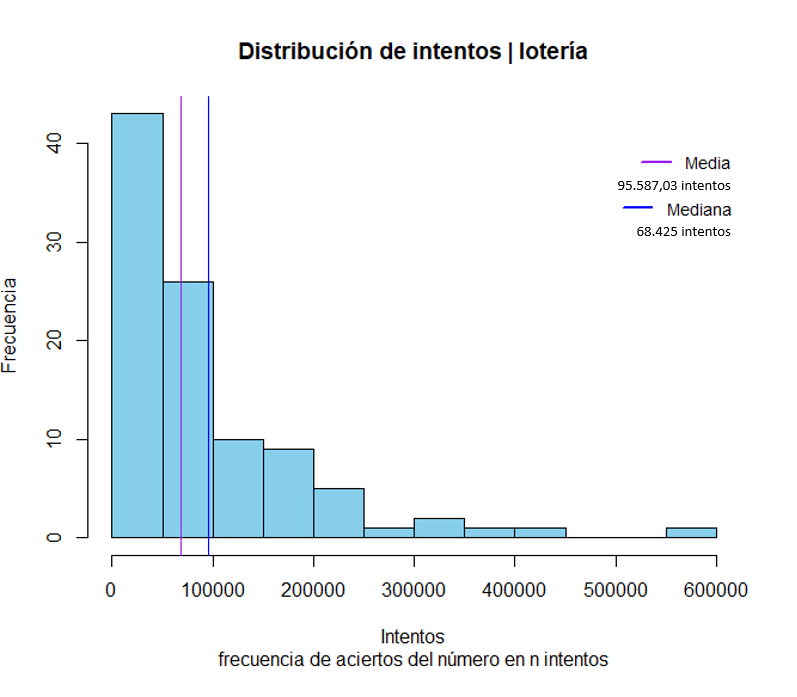 Distribución de intentos | lotería
Media
95.587,03 intentos
Mediana
68.425 intentos
Frecuencia
40
30
20
10
0
0 100000 200000 300000 400000 500000 600000
Intentos
frecuencia de aciertos del número en n intentos